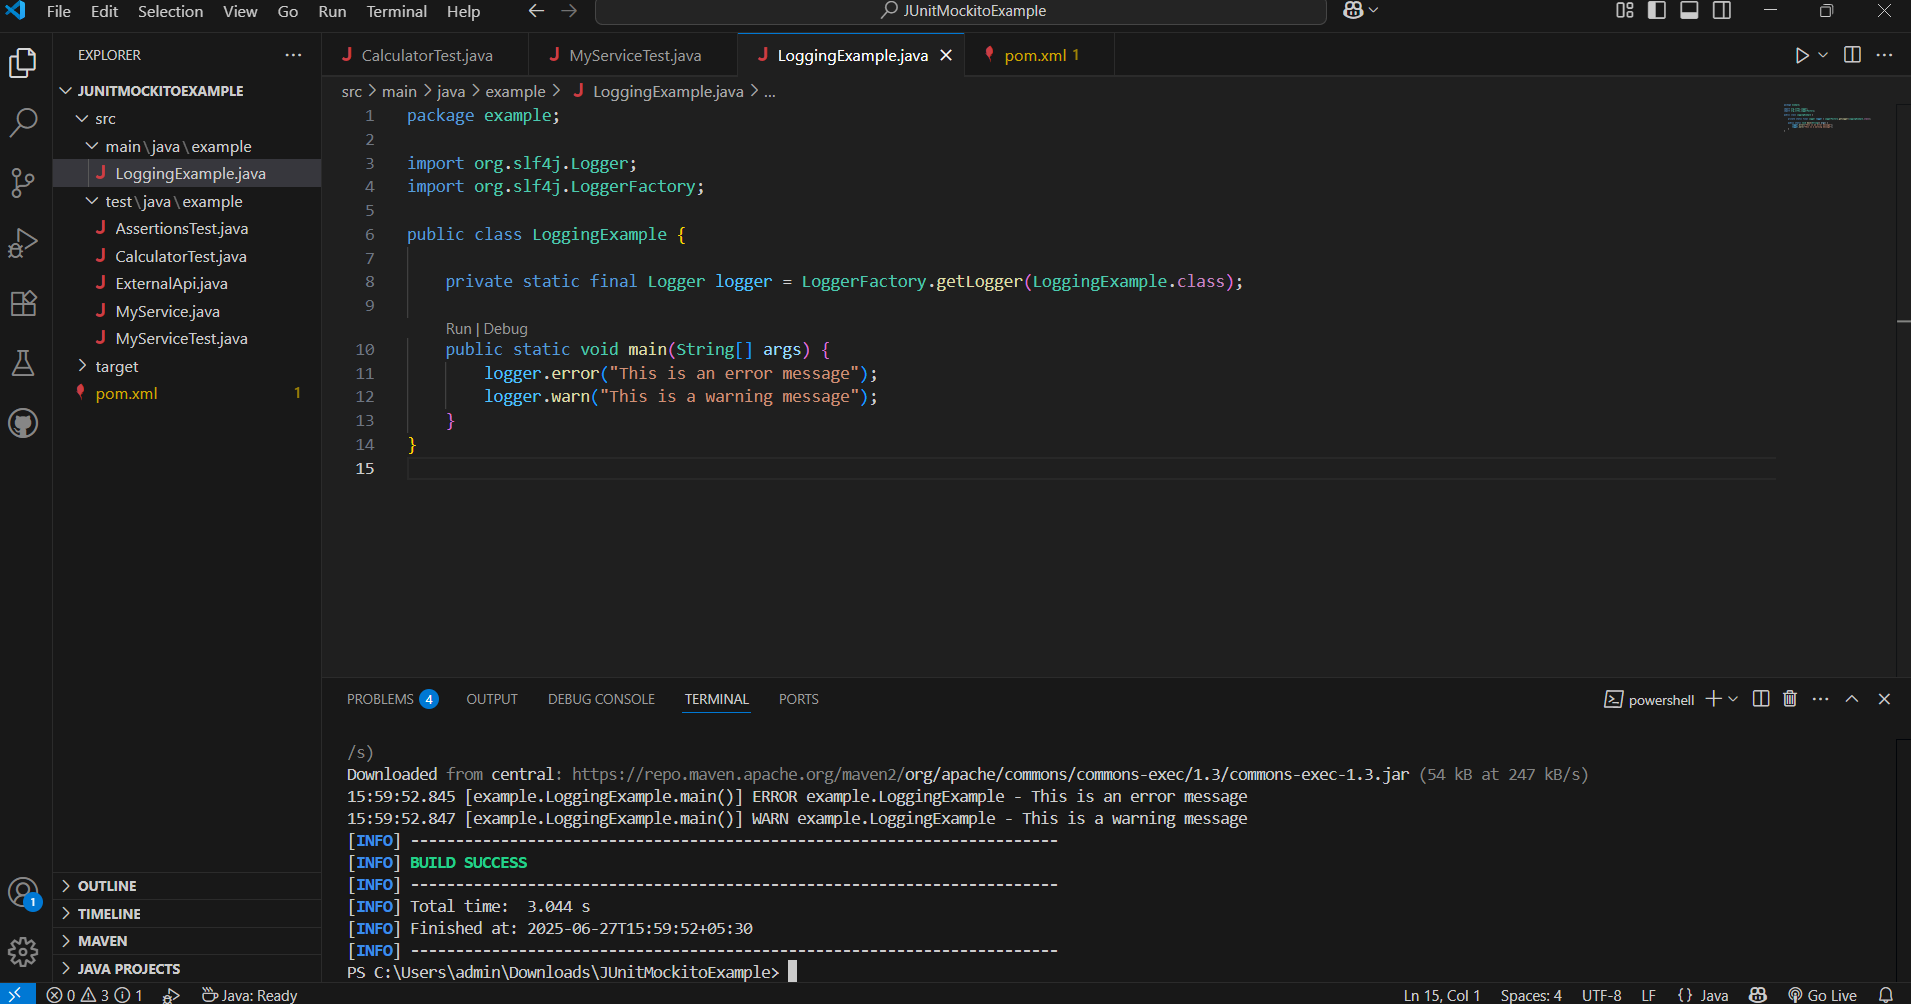 File Edit Selection View Go Run Terminal Help
JUnitMockitoExample
EXPLORER
JUNITMOCKITOEXAMPLE
src
main\java\example
LoggingExample.java
test\java\example
AssertionsTest.java
CalculatorTest.java
ExternalApi.java
MyService.java
MyServiceTest.java
target
pom.xml 1
OUTLINE
TIMELINE
MAVEN
JAVA PROJECTS
CalculatorTest.java MyServiceTest.java LoggingExample.java pom.xml 1
src > main > java > example > LoggingExample.java > ...
1 package example;
2
3 import org.slf4j.Logger;
4 import org.slf4j.LoggerFactory;
5
6 public class LoggingExample {
7
8 private static final Logger logger = LoggerFactory.getLogger(LoggingExample.class);
9
Run | Debug
10 public static void main(String[] args) {
11 logger.error("This is an error message");
12 logger.warn("This is a warning message");
13 }
14 }
15
PROBLEMS 4 OUTPUT DEBUG CONSOLE TERMINAL PORTS
powershell
/s)
Downloaded from central: https://repo.maven.apache.org/maven2/org/apache/commons/commons-exec/1.3/commons-exec-1.3.jar (54 kB at 247 kB/s)
15:59:52.845 [example.LoggingExample.main()] ERROR example.LoggingExample - This is an error message
15:59:52.847 [example.LoggingExample.main()] WARN example.LoggingExample - This is a warning message
[INFO] ------------------------------------------------------------------------
[INFO] BUILD SUCCESS
[INFO] ------------------------------------------------------------------------
[INFO] Total time:  3.044 s
[INFO] Finished at: 2025-06-27T15:59:52+05:30
[INFO] ------------------------------------------------------------------------
PS C:\Users\admin\Downloads\JUnitMockitoExample>
1
0 3 1 Java: Ready Ln 15, Col 1 Spaces: 4 UTF-8 LF {} Java Go Live